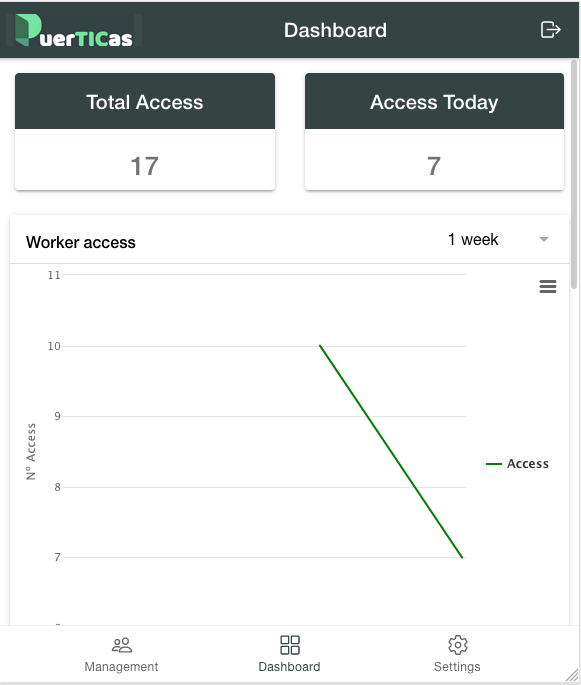 PuerTICas
Dashboard
Total Access
Access Today
17
7
Worker access
1 week
11
10
9
8
7
Nº Access
Access
Management
Dashboard
Settings